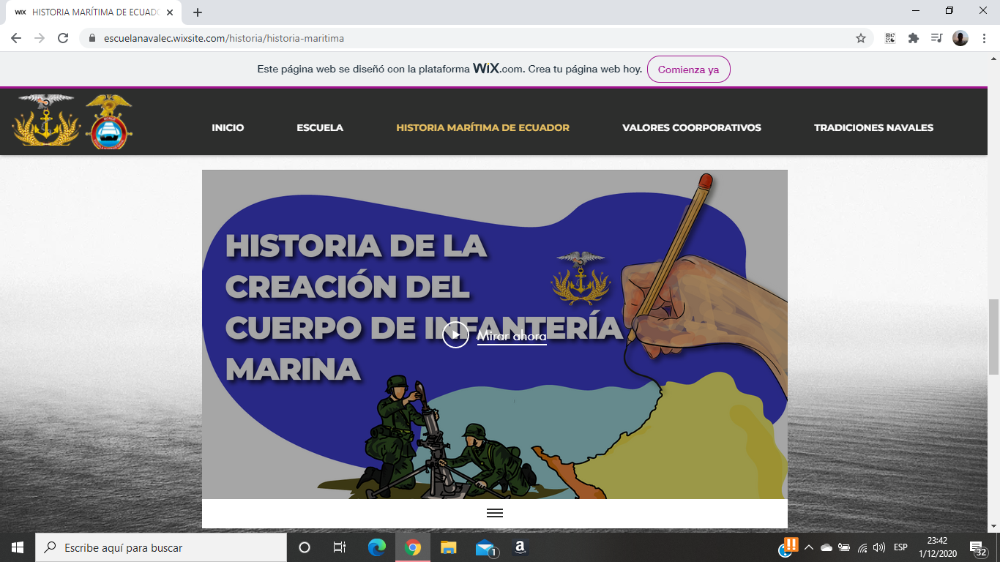 WIX HISTORIA MARÍTIMA DE ECUADO
escuelanavalec.wixsite.com/historia/historia-maritima
Este página web se diseñó con la plataforma WiX.com. Crea tu página web hoy. Comienza ya
INICIO ESCUELA HISTORIA MARÍTIMA DE ECUADOR VALORES COORPORATIVOS TRADICIONES NAVALES
HISTORIA DE LA
CREACIÓN DEL
CUERPO DE INFANTERÍA
Mirar ahora
MARINA
Escribe aquí para buscar
1
a
ESP
23:42
1/12/2020
32